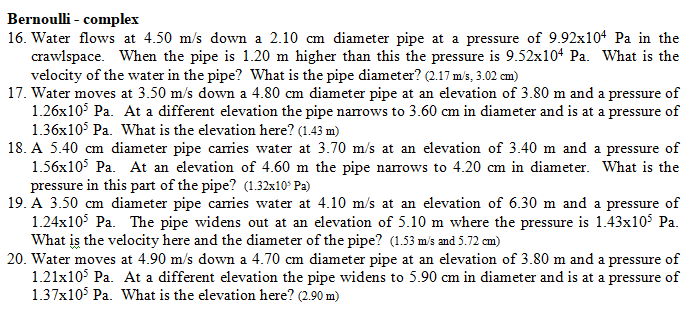 Bernoulli - complex
16. Water flows at 4.50 m/s down a 2.10 cm diameter pipe at a pressure of 9.92x10⁴ Pa in the
crawlspace. When the pipe is 1.20 m higher than this the pressure is 9.52x10⁴ Pa. What is the
velocity of the water in the pipe? What is the pipe diameter? (2.17 m/s, 3.02 cm)
17. Water moves at 3.50 m/s down a 4.80 cm diameter pipe at an elevation of 3.80 m and a pressure of
1.26x10⁵ Pa. At a different elevation the pipe narrows to 3.60 cm in diameter and is at a pressure of
1.36x10⁵ Pa. What is the elevation here? (1.43 m)
18. A 5.40 cm diameter pipe carries water at 3.70 m/s at an elevation of 3.40 m and a pressure of
1.56x10⁵ Pa. At an elevation of 4.60 m the pipe narrows to 4.20 cm in diameter. What is the
pressure in this part of the pipe? (1.32x10⁵ Pa)
19. A 3.50 cm diameter pipe carries water at 4.10 m/s at an elevation of 6.30 m and a pressure of
1.24x10⁵ Pa. The pipe widens out at an elevation of 5.10 m where the pressure is 1.43x10⁵ Pa.
What is the velocity here and the diameter of the pipe? (1.53 m/s and 5.72 cm)
20. Water moves at 4.90 m/s down a 4.70 cm diameter pipe at an elevation of 3.80 m and a pressure of
1.21x10⁵ Pa. At a different elevation the pipe widens to 5.90 cm in diameter and is at a pressure of
1.37x10⁵ Pa. What is the elevation here? (2.90 m)